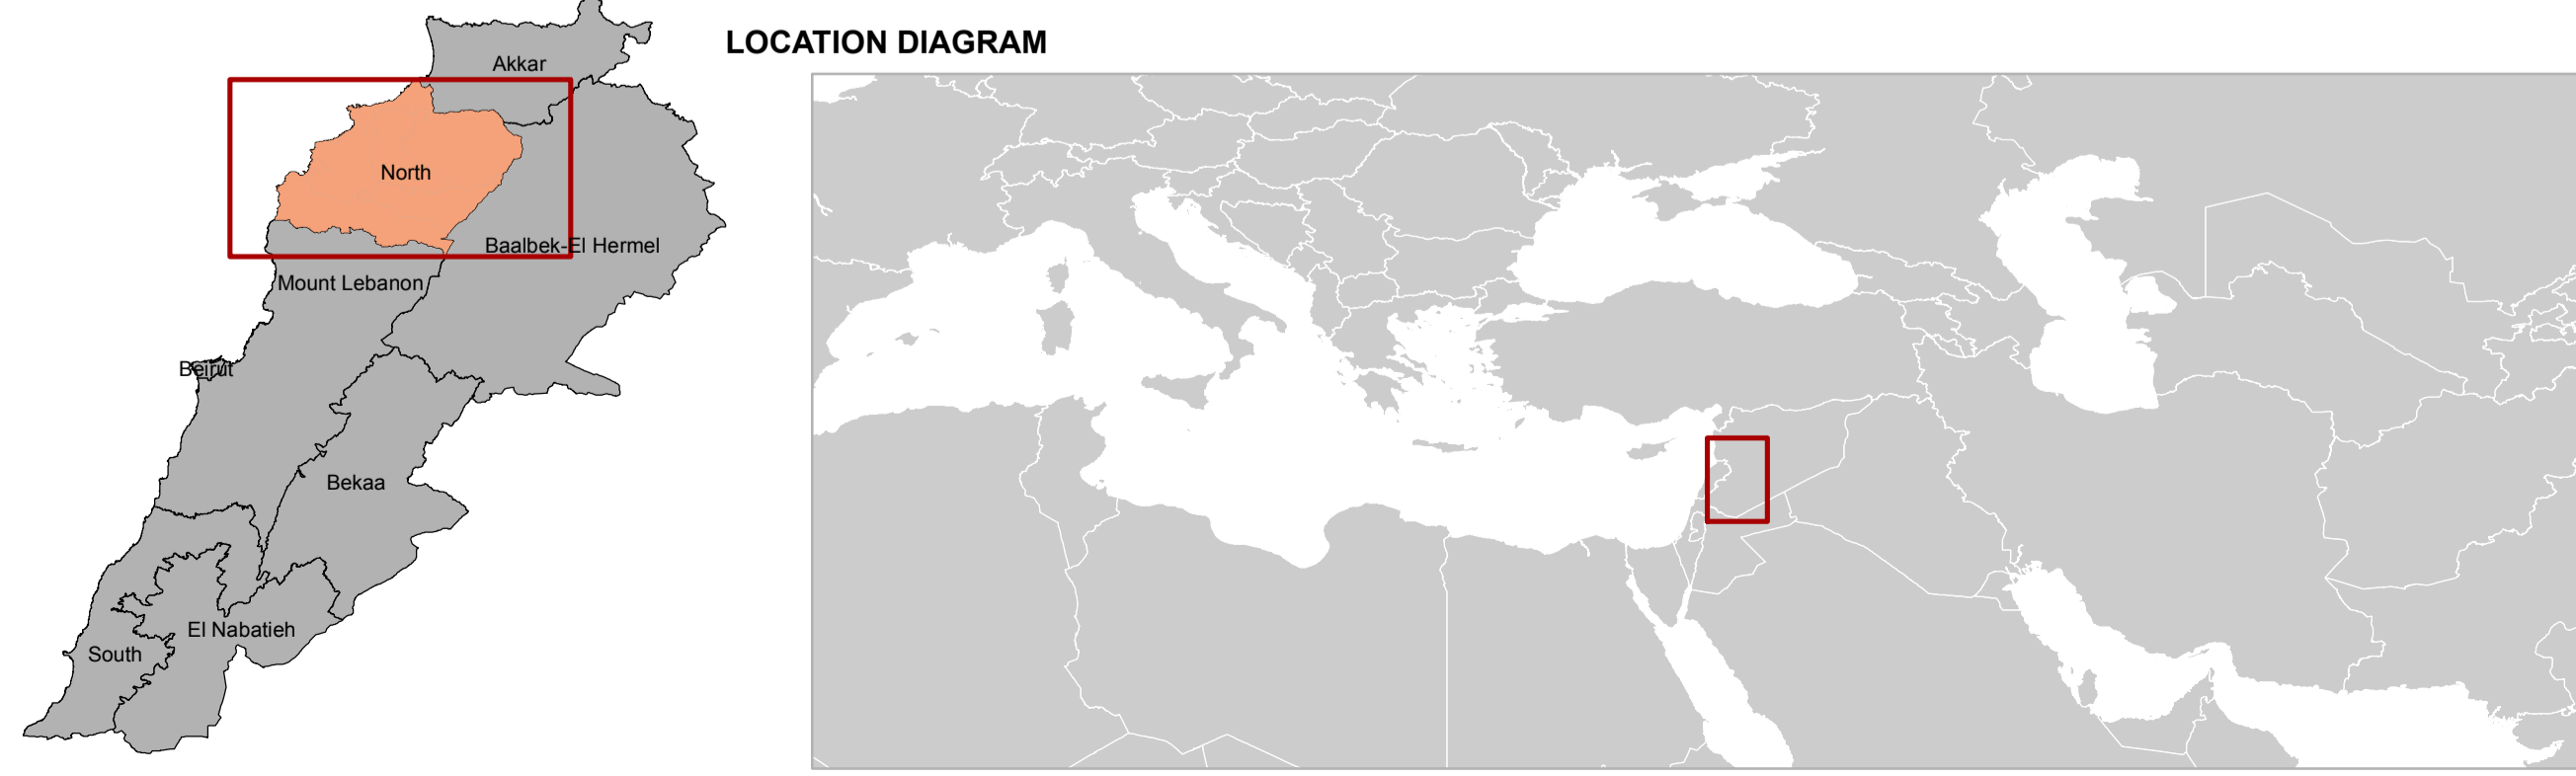 LOCATION DIAGRAM
Akkar
North
Baalbek-El Hermel
Mount Lebanon
Beirut
Bekaa
El Nabatieh
South